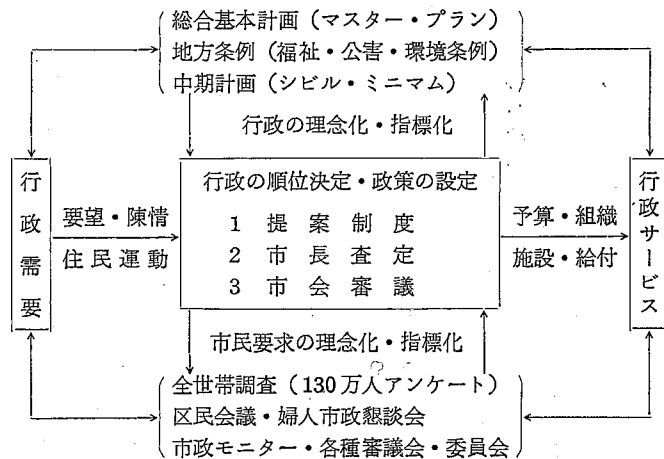 総合基本計画（マスター・プラン）
地方条例（福祉・公害・環境条例）
中期計画（シビル・ミニマム）
行政の理念化・指標化
行政需要
要望・陳情
住民運動
行政の順位決定・政策の設定
1 提案制度
2 市長査定
3 市会審議
予算・組織
施設・給付
行政サービス
市民要求の理念化・指標化
全世帯調査（130万人アンケート）
区民会議・婦人市政懇談会
市政モニター・各種審議会・委員会